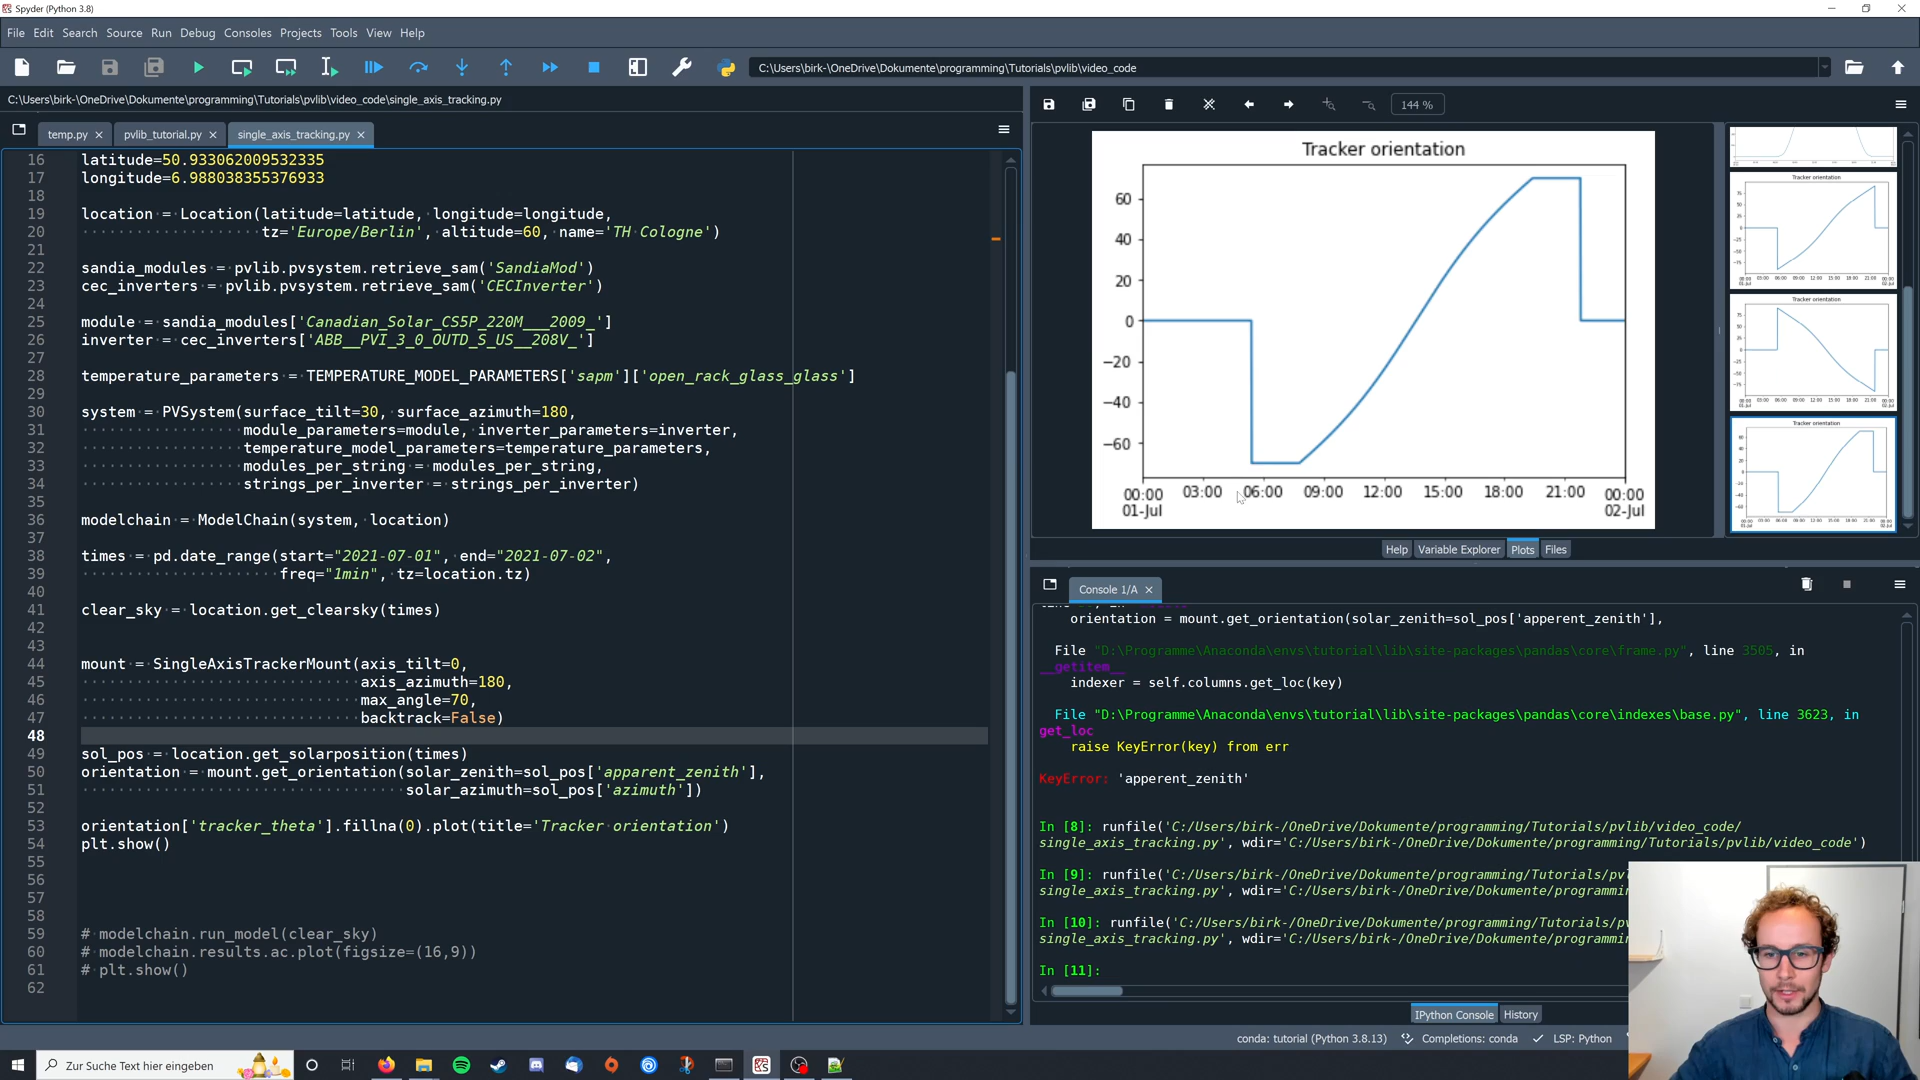 Spyder (Python 3.8)
File Edit Search Source Run Debug Consoles Projects Tools View Help
C:\Users\birk-\OneDrive\Dokumente\programming\Tutorials\pvlib\video_code
C:\Users\birk-\OneDrive\Dokumente\programming\Tutorials\pvlib\video_code\single_axis_tracking.py
temp.py pvlib_tutorial.py single_axis_tracking.py
16 latitude=50.933062009532335
17 longitude=6.988038355376933
18
19 location = Location(latitude=latitude, longitude=longitude,
20 tz='Europe/Berlin', altitude=60, name='TH Cologne')
21
22 sandia_modules = pvlib.pvsystem.retrieve_sam('SandiaMod')
23 cec_inverters = pvlib.pvsystem.retrieve_sam('CECInverter')
24
25 module = sandia_modules['Canadian_Solar_CS5P_220M___2009_']
26 inverter = cec_inverters['ABB__PVI_3_0_OUTD_S_US__208V_']
27
28 temperature_parameters = TEMPERATURE_MODEL_PARAMETERS['sapm']['open_rack_glass_glass']
29
30 system = PVSystem(surface_tilt=30, surface_azimuth=180,
31 module_parameters=module, inverter_parameters=inverter,
32 temperature_model_parameters=temperature_parameters,
33 modules_per_string = modules_per_string,
34 strings_per_inverter = strings_per_inverter)
35
36 modelchain = ModelChain(system, location)
37
38 times = pd.date_range(start="2021-07-01", end="2021-07-02",
39 freq="1min", tz=location.tz)
40
41 clear_sky = location.get_clearsky(times)
42
43
44 mount = SingleAxisTrackerMount(axis_tilt=0,
45 axis_azimuth=180,
46 max_angle=70,
47 backtrack=False)
48
49 sol_pos = location.get_solarposition(times)
50 orientation = mount.get_orientation(solar_zenith=sol_pos['apparent_zenith'],
51 solar_azimuth=sol_pos['azimuth'])
52
53 orientation['tracker_theta'].fillna(0).plot(title='Tracker orientation')
54 plt.show()
55
56
57
58
59 # modelchain.run_model(clear_sky)
60 # modelchain.results.ac.plot(figsize=(16,9))
61 # plt.show()
62
144 %
Tracker orientation
60
40
20
0
−20
−40
−60
00:00 03:00 06:00 09:00 12:00 15:00 18:00 21:00 00:00
01-Jul 02-Jul
Tracker orientation
Tracker orientation
Tracker orientation
Help Variable Explorer Plots Files
Console 1/A
orientation = mount.get_orientation(solar_zenith=sol_pos['apperent_zenith'],
File "D:\Programme\Anaconda\envs\tutorial\lib\site-packages\pandas\core\frame.py", line 3505, in
__getitem__
indexer = self.columns.get_loc(key)
File "D:\Programme\Anaconda\envs\tutorial\lib\site-packages\pandas\core\indexes\base.py", line 3623, in
get_loc
raise KeyError(key) from err
KeyError: 'apperent_zenith'
In [8]: runfile('C:/Users/birk-/OneDrive/Dokumente/programming/Tutorials/pvlib/video_code/
single_axis_tracking.py', wdir='C:/Users/birk-/OneDrive/Dokumente/programming/Tutorials/pvlib/video_code')
In [9]: runfile('C:/Users/birk-/OneDrive/Dokumente/programming/Tutorials/pvl
single_axis_tracking.py', wdir='C:/Users/birk-/OneDrive/Dokumente/programmin
In [10]: runfile('C:/Users/birk-/OneDrive/Dokumente/programming/Tutorials/pv
single_axis_tracking.py', wdir='C:/Users/birk-/OneDrive/Dokumente/programmin
In [11]:
IPython Console History
conda: tutorial (Python 3.8.13) Completions: conda LSP: Python
Zur Suche Text hier eingeben